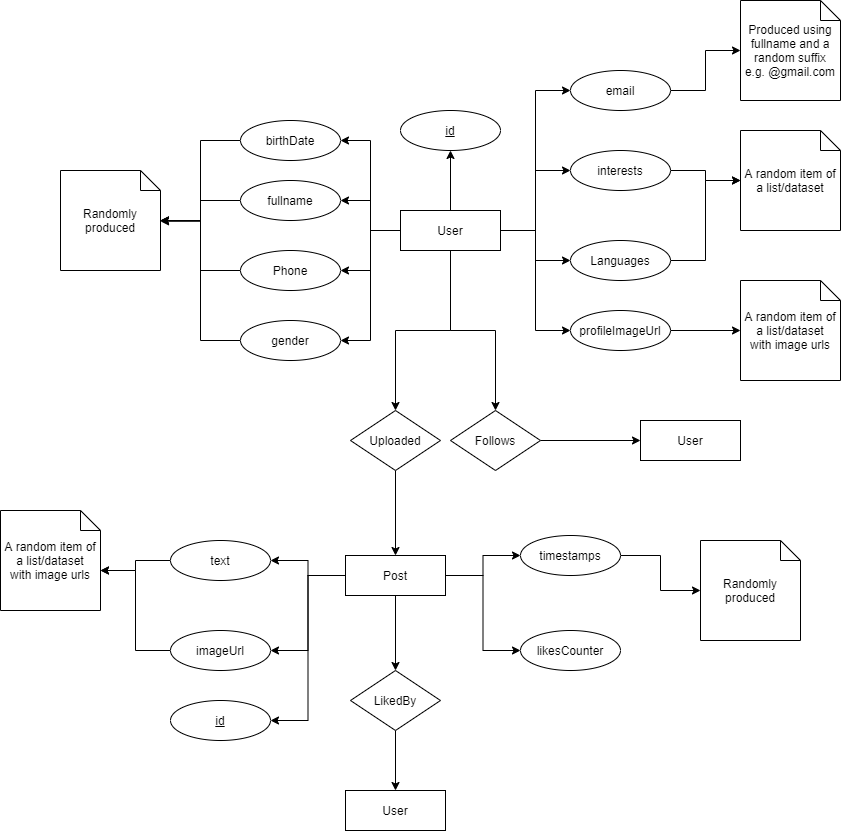 Produced using
fullname and a
random suffix
e.g. @gmail.com
email
id
birthDate
interests
A random item of
a list/dataset
fullname
Randomly
produced
User
Phone
Languages
profileImageUrl
A random item of
a list/dataset
with image urls
gender
Uploaded
Follows
User
A random item of
a list/dataset
with image urls
text
timestamps
Post
Randomly
produced
imageUrl
likesCounter
LikedBy
id
User